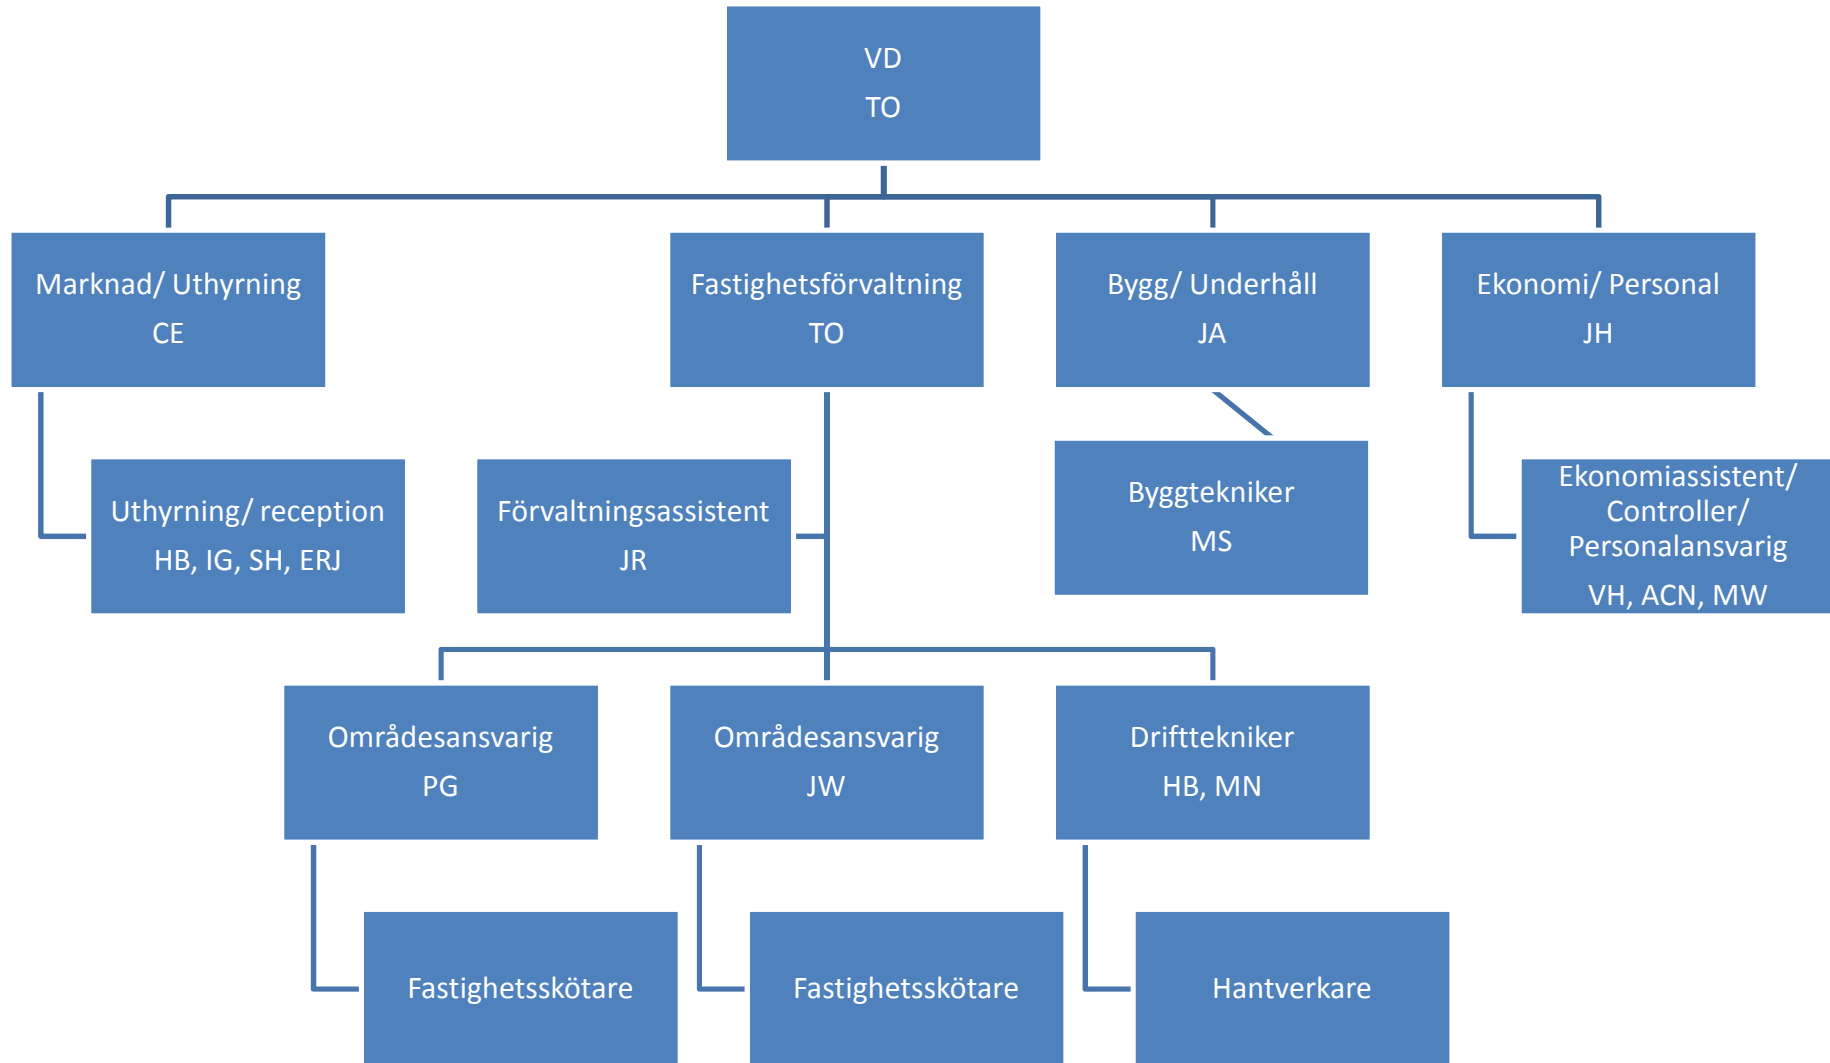 VD
TO
Marknad/ Uthyrning
CE
Fastighetsförvaltning
TO
Bygg/ Underhåll
JA
Ekonomi/ Personal
JH
Uthyrning/ reception
HB, IG, SH, ERJ
Förvaltningsassistent
JR
Byggtekniker
MS
Ekonomiassistent/
Controller/
Personalansvarig
VH, ACN, MW
Områdesansvarig
PG
Områdesansvarig
JW
Drifttekniker
HB, MN
Fastighetsskötare
Fastighetsskötare
Hantverkare